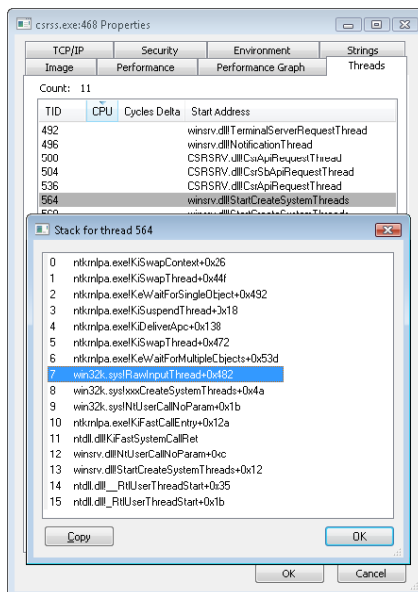 csrss.exe:468 Properties
TCP/IP Security Environment Strings
Image Performance Performance Graph Threads
Count: 11
TID CPU Cycles Delta Start Address
492 winsrv.dll!TerminalServerRequestThread
496 winsrv.dll!NotificationThread
500 CSRSRV.dll!CsrApiRequestThread
504 CSRSRV.dll!CsrSbApiRequestThread
536 CSRSRV.dll!CsrApiRequestThread
564 winsrv.dll!StartCreateSystemThreads
Stack for thread 564
0 ntkrnlpa.exe!KiSwapContext+0x26
1 ntkrnlpa.exe!KiSwapThread+0x44f
2 ntkrnlpa.exe!KeWaitForSingleObject+0x492
3 ntkrnlpa.exe!KiSuspendThread+0x18
4 ntkrnlpa.exe!KiDeliverApc+0x138
5 ntkrnlpa.exe!KiSwapThread+0x472
6 ntkrnlpa.exe!KeWaitForMultipleObjects+0x53d
7 win32k.sys!RawInputThread+0x482
8 win32k.sys!xxxCreateSystemThreads+0x4a
9 win32k.sys!NtUserCallNoParam+0x1b
10 ntkrnlpa.exe!KiFastCallEntry+0x12a
11 ntdll.dll!KiFastSystemCallRet
12 winsrv.dll!NtUserCallNoParam+0xc
13 winsrv.dll!StartCreateSystemThreads+0x12
14 ntdll.dll!__RtlUserThreadStart+0x35
15 ntdll.dll!_RtlUserThreadStart+0x1b
Copy OK
OK Cancel